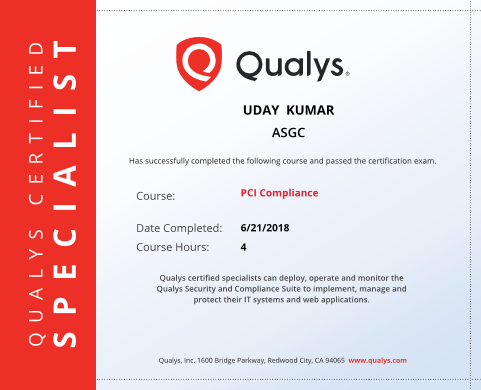 QUALYS CERTIFIED
SPECIALIST
Qualys.
UDAY KUMAR
ASGC
Has successfully completed the following course and passed the certification exam.
Course: PCI Compliance
Date Completed: 6/21/2018
Course Hours: 4
Qualys certified specialists can deploy, operate and monitor the
Qualys Security and Compliance Suite to implement, manage and
protect their IT systems and web applications.
Qualys, Inc. 1600 Bridge Parkway, Redwood City, CA 94065 www.qualys.com